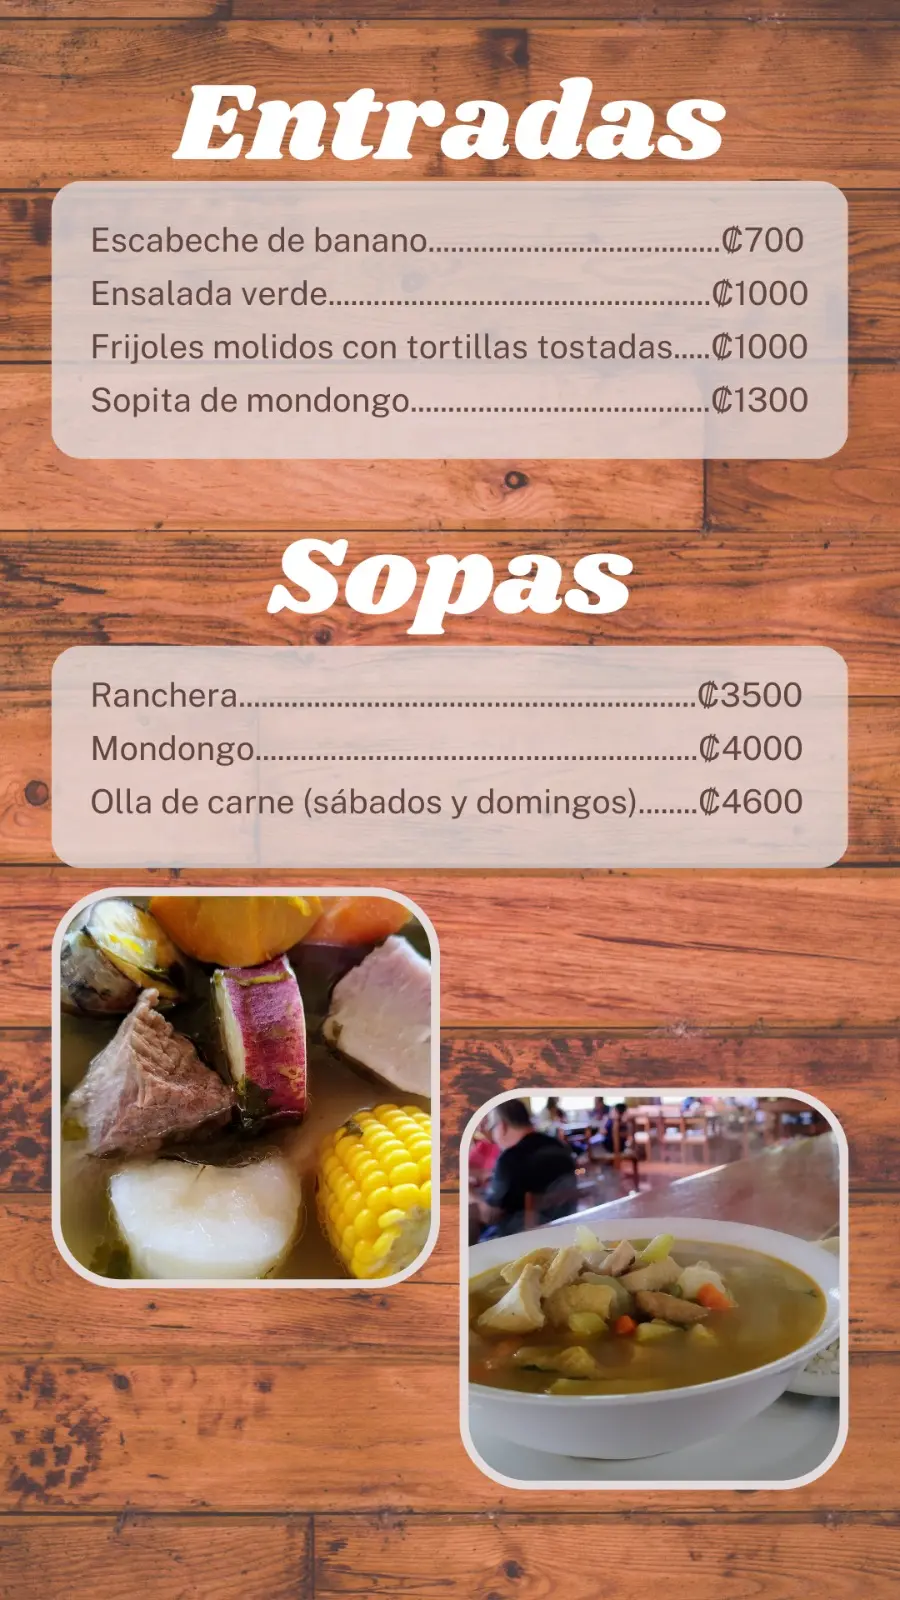 Entradas
Escabeche de banano.......................................₡700
Ensalada verde...................................................₡1000
Frijoles molidos con tortillas tostadas.....₡1000
Sopita de mondongo........................................₡1300
Sopas
Ranchera.............................................................₡3500
Mondongo...........................................................₡4000
Olla de carne (sábados y domingos)........₡4600